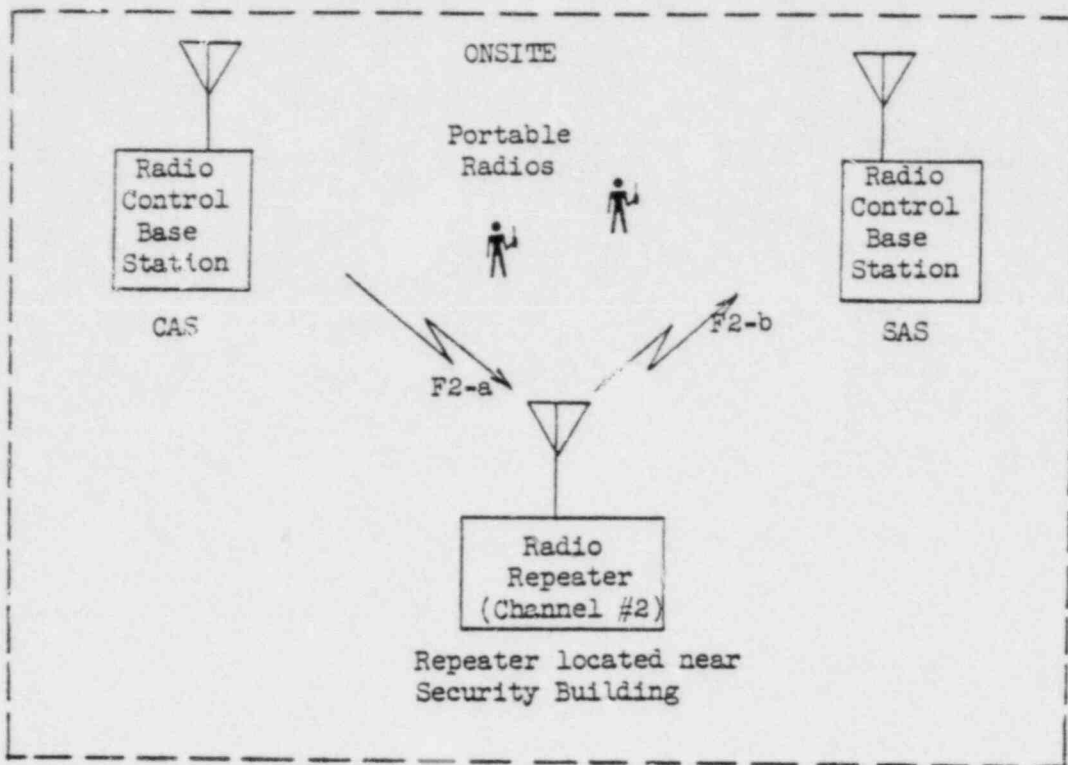 ONSITE
Portable
Radios
Radio
Control
Base
Station
CAS
Radio
Control
Base
Station
SAS
F2-a
F2-b
Radio
Repeater
(Channel #2)
Repeater located near
Security Building